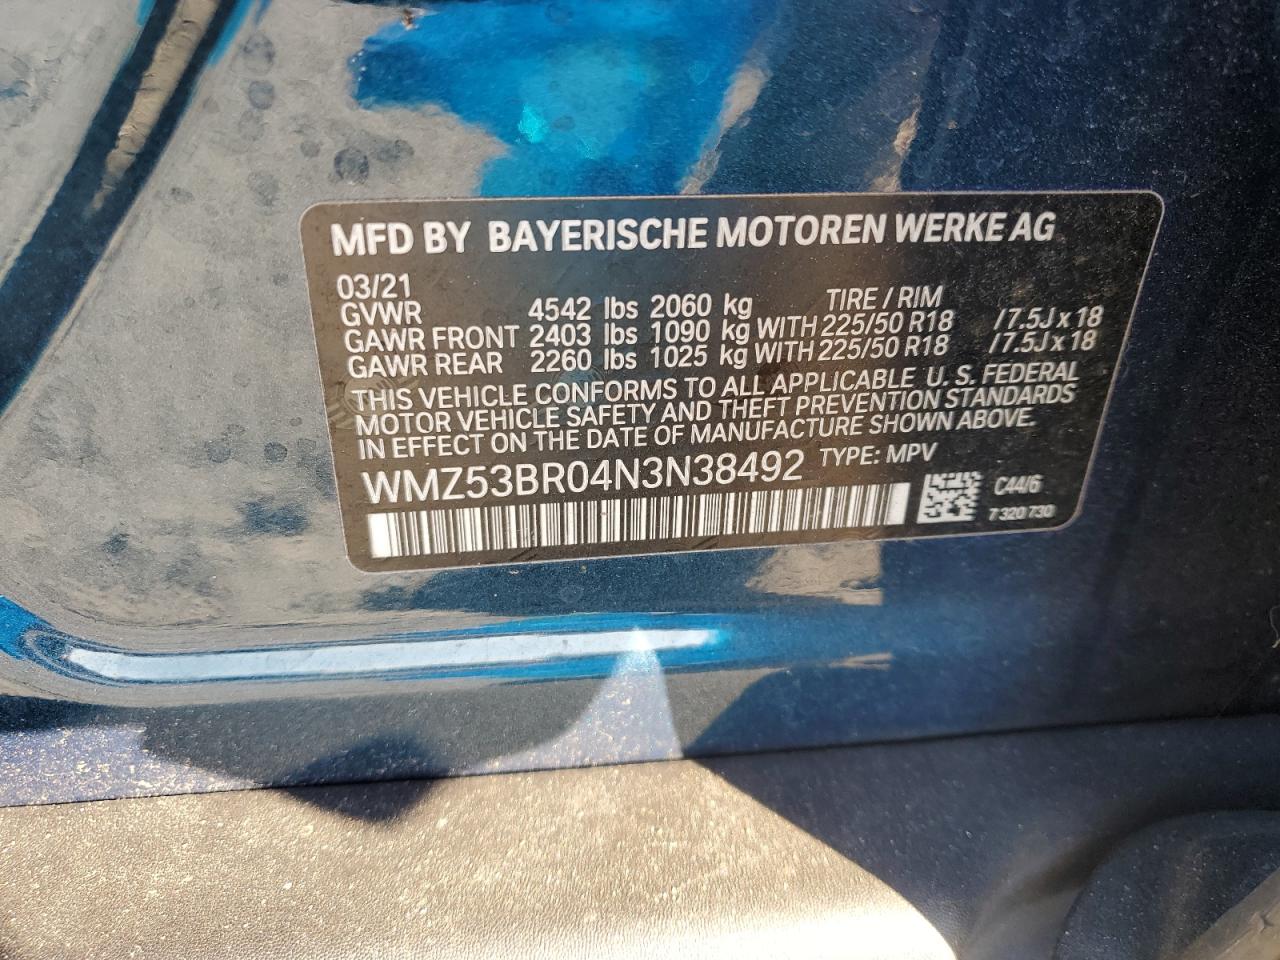 MFD BY BAYERISCHE MOTOREN WERKE AG
03/21 TIRE / RIM
GVWR 4542 lbs 2060 kg
GAWR FRONT 2403 lbs 1090 kg WITH 225/50 R18 /7.5J x 18
GAWR REAR 2260 lbs 1025 kg WITH 225/50 R18 /7.5J x 18
THIS VEHICLE CONFORMS TO ALL APPLICABLE U. S. FEDERAL
MOTOR VEHICLE SAFETY AND THEFT PREVENTION STANDARDS
IN EFFECT ON THE DATE OF MANUFACTURE SHOWN ABOVE.
WMZ53BR04N3N38492 TYPE: MPV
C44/6
7 320 730